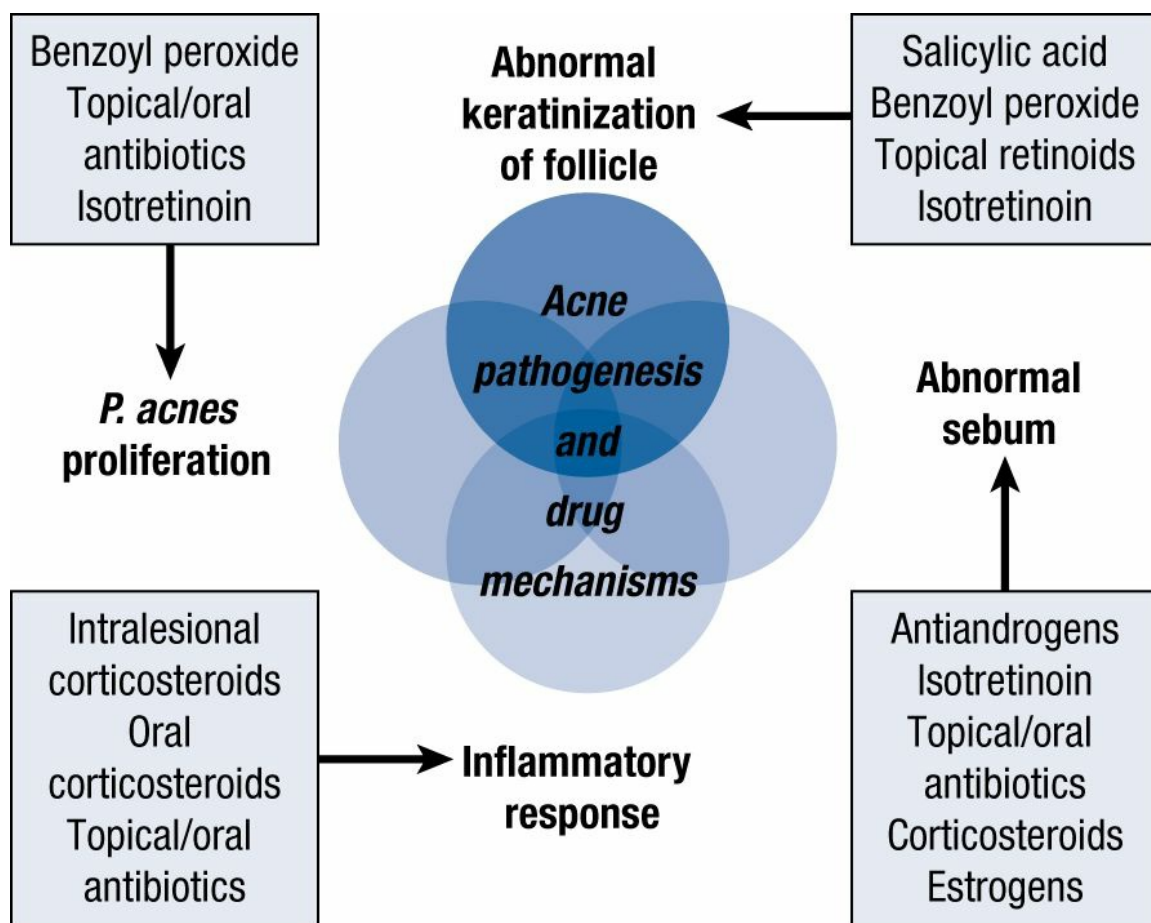 Benzoyl peroxide
Topical/oral
antibiotics
Isotretinoin
Abnormal
keratinization
of follicle
Salicylic acid
Benzoyl peroxide
Topical retinoids
Isotretinoin
Acne
pathogenesis
and
drug
mechanisms
P. acnes
proliferation
Abnormal
sebum
Intralesional
corticosteroids
Oral
corticosteroids
Topical/oral
antibiotics
Inflammatory
response
Antiandrogens
Isotretinoin
Topical/oral
antibiotics
Corticosteroids
Estrogens